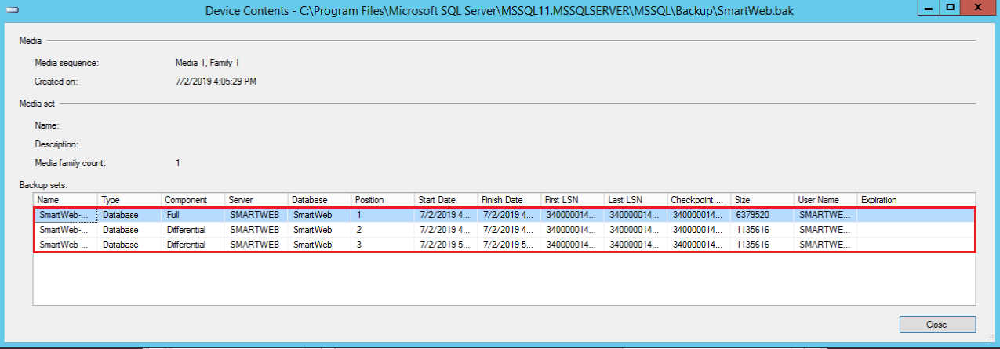 Device Contents - C:\Program Files\Microsoft SQL Server\MSSQL11.MSSQLSERVER\MSSQL\Backup\SmartWeb.bak
Media
Media sequence: Media 1, Family 1
Created on: 7/2/2019 4:05:29 PM
Media set
Name:
Description:
Media family count: 1
Backup sets:
Name Type Component Server Database Position Start Date Finish Date First LSN Last LSN Checkpoint ... Size User Name Expiration
SmartWeb-... Database Full SMARTWEB SmartWeb 1 7/2/2019 4... 7/2/2019 4... 340000014... 340000014... 340000014... 6379520 SMARTWE...
SmartWeb-... Database Differential SMARTWEB SmartWeb 2 7/2/2019 4... 7/2/2019 4... 340000014... 340000014... 340000014... 1135616 SMARTWE...
SmartWeb-... Database Differential SMARTWEB SmartWeb 3 7/2/2019 5... 7/2/2019 5... 340000014... 340000014... 340000014... 1135616 SMARTWE...
Close